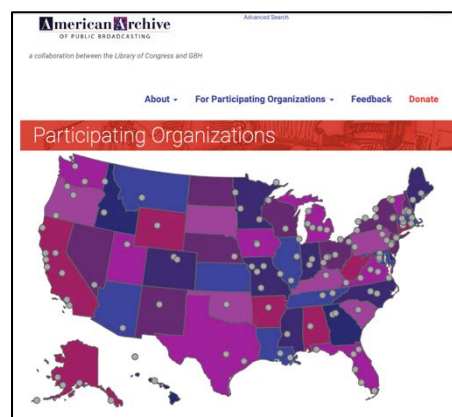 American Archive
OF PUBLIC BROADCASTING
Advanced Search
a collaboration between the Library of Congress and GBH
About
For Participating Organizations
Feedback
Donate
Participating Organizations